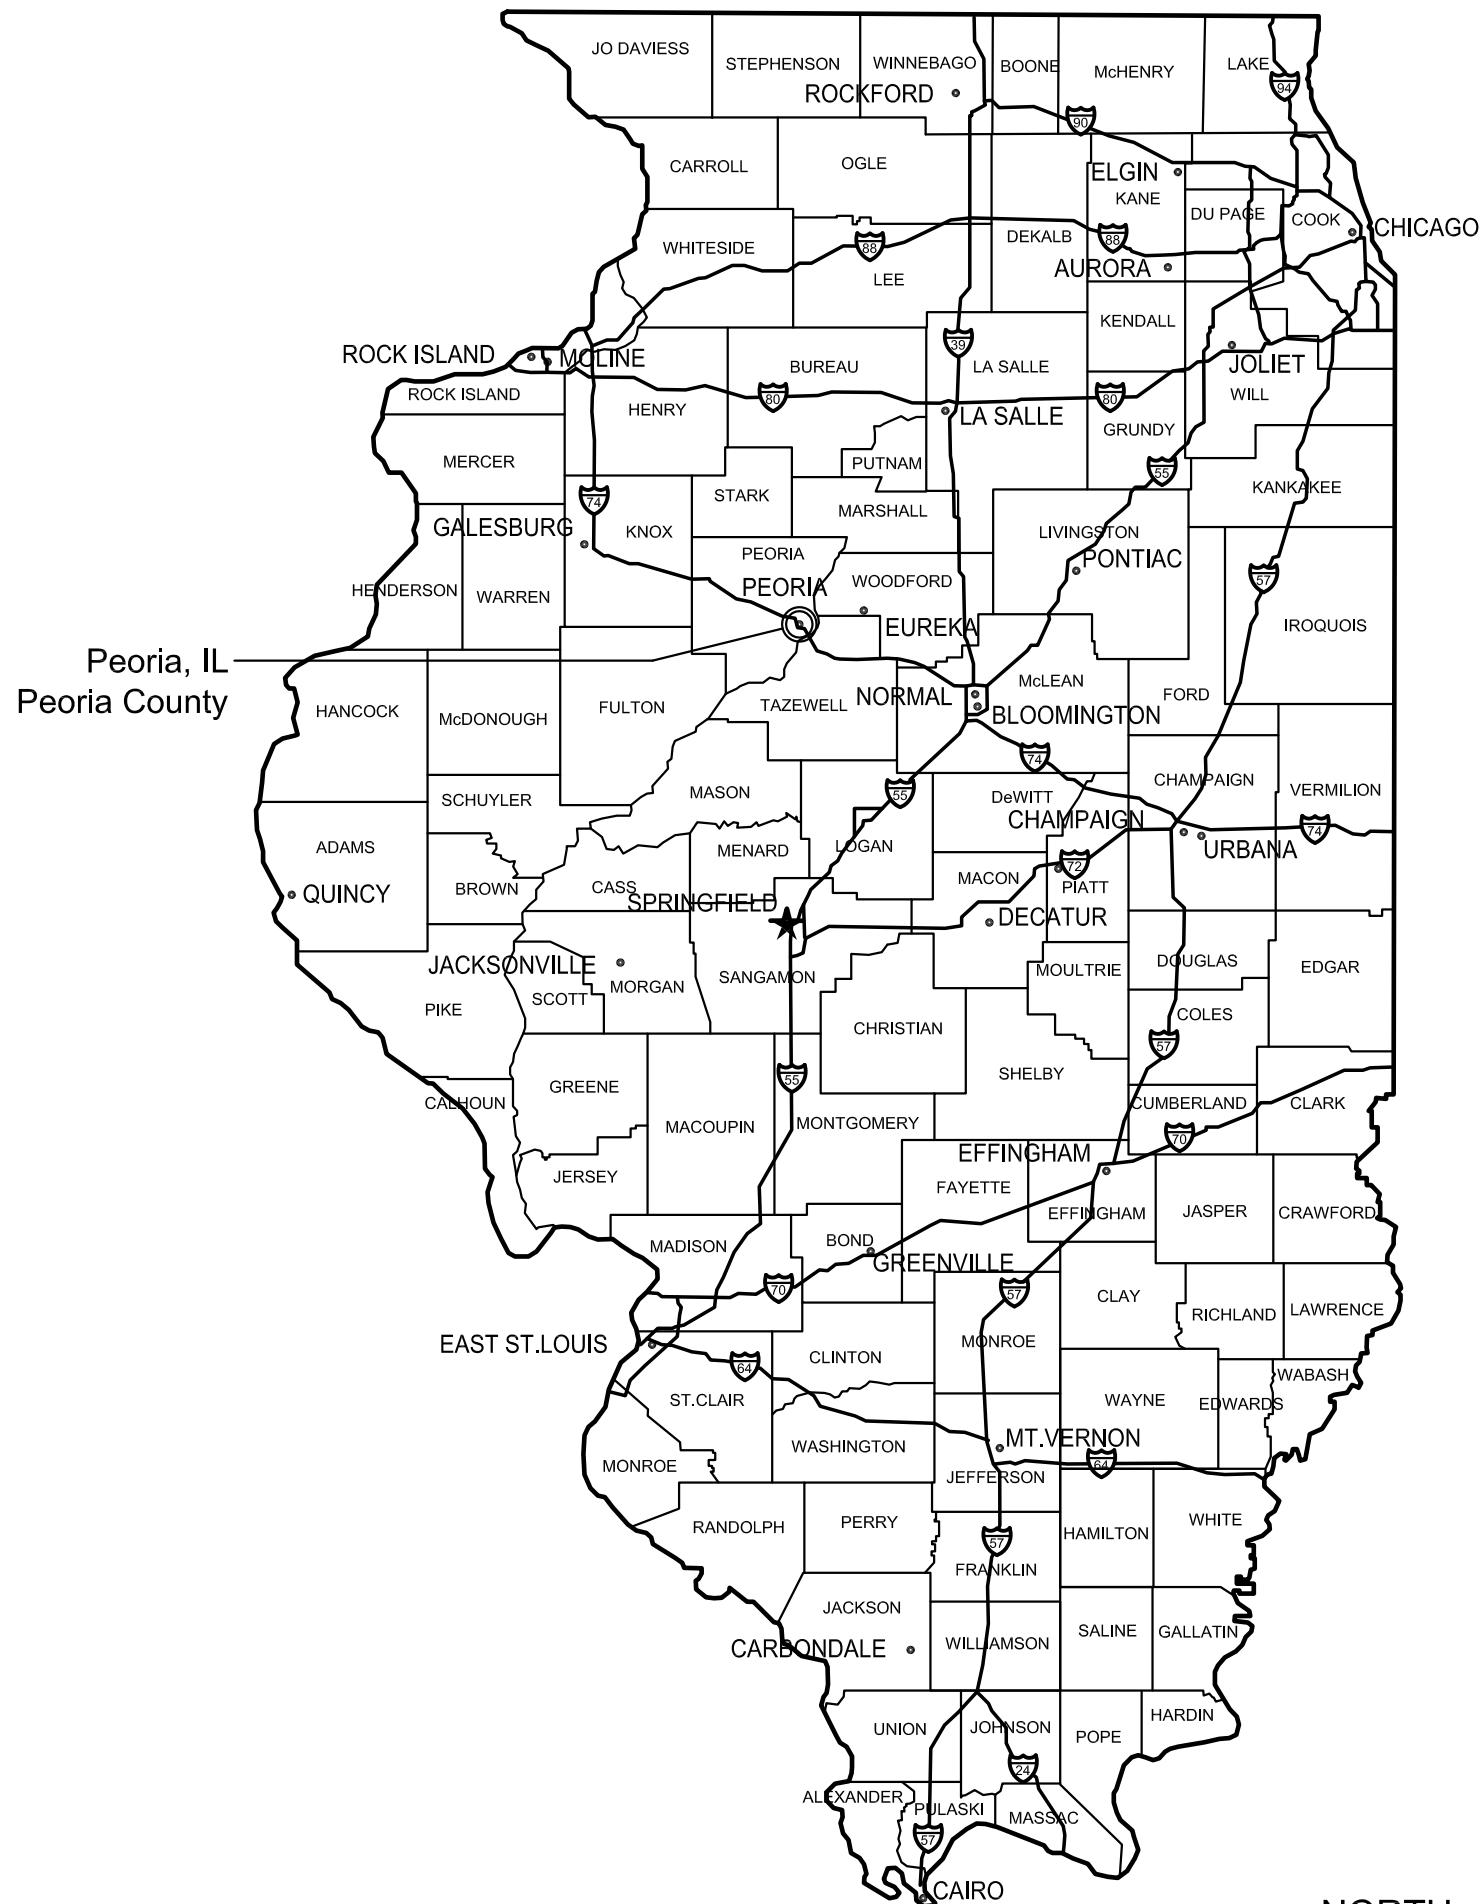 JO DAVIESS
STEPHENSON
WINNEBAGO
BOONE
McHENRY
LAKE
94
ROCKFORD
90
CARROLL
OGLE
ELGIN
KANE
DU PAGE
COOK
CHICAGO
WHITESIDE
88
DEKALB
88
LEE
AURORA
KENDALL
ROCK ISLAND
MOLINE
39
BUREAU
LA SALLE
JOLIET
ROCK ISLAND
HENRY
80
80
WILL
LA SALLE
GRUNDY
MERCER
PUTNAM
55
74
STARK
KANKAKEE
GALESBURG
KNOX
MARSHALL
LIVINGSTON
PEORIA
PONTIAC
HENDERSON
WARREN
PEORIA
WOODFORD
57
EUREKA
IROQUOIS
Peoria, IL
Peoria County
HANCOCK
McDONOUGH
FULTON
TAZEWELL
NORMAL
McLEAN
FORD
BLOOMINGTON
74
SCHUYLER
MASON
55
DeWITT
CHAMPAIGN
VERMILION
CHAMPAIGN
74
ADAMS
MENARD
LOGAN
URBANA
72
QUINCY
BROWN
CASS
MACON
PIATT
SPRINGFIELD
DECATUR
JACKSONVILLE
MORGAN
SANGAMON
MOULTRIE
DOUGLAS
EDGAR
PIKE
SCOTT
CHRISTIAN
COLES
57
GREENE
55
SHELBY
CALHOUN
MACOUPIN
MONTGOMERY
CUMBERLAND
CLARK
70
EFFINGHAM
JERSEY
FAYETTE
EFFINGHAM
JASPER
CRAWFORD
MADISON
BOND
GREENVILLE
70
57
CLAY
RICHLAND
LAWRENCE
EAST ST.LOUIS
CLINTON
MONROE
64
WABASH
ST.CLAIR
WAYNE
EDWARDS
WASHINGTON
MT.VERNON
MONROE
JEFFERSON
64
RANDOLPH
PERRY
57
HAMILTON
WHITE
FRANKLIN
JACKSON
CARBONDALE
WILLIAMSON
SALINE
GALLATIN
UNION
JOHNSON
POPE
HARDIN
24
ALEXANDER
PULASKI
MASSAC
57
CAIRO